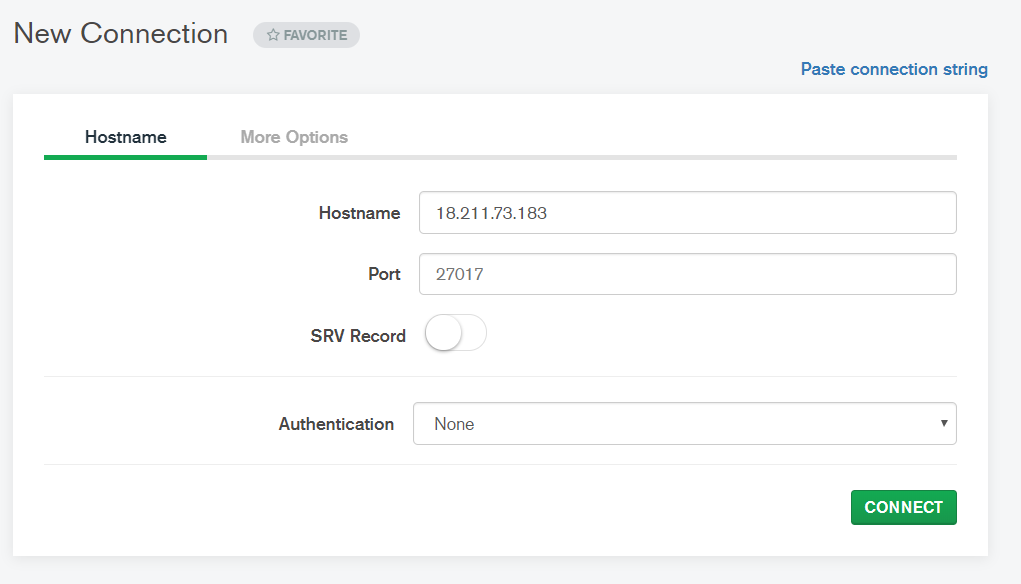 New Connection
FAVORITE
Paste connection string
Hostname
More Options
Hostname
18.211.73.183
Port
27017
SRV Record
Authentication
None
CONNECT